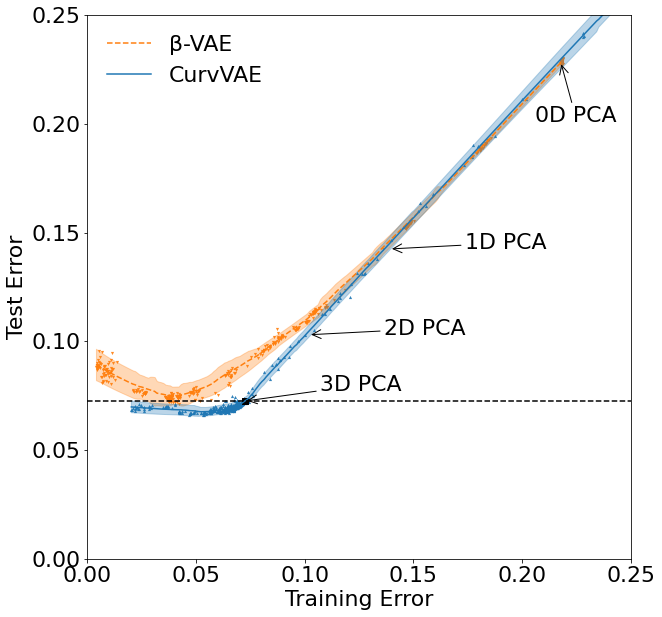 0.25
β-VAE
CurvVAE
0D PCA
0.20
0.15
1D PCA
Test Error
2D PCA
0.10
3D PCA
0.05
0.00
0.00 0.05 0.10 0.15 0.20 0.25
Training Error